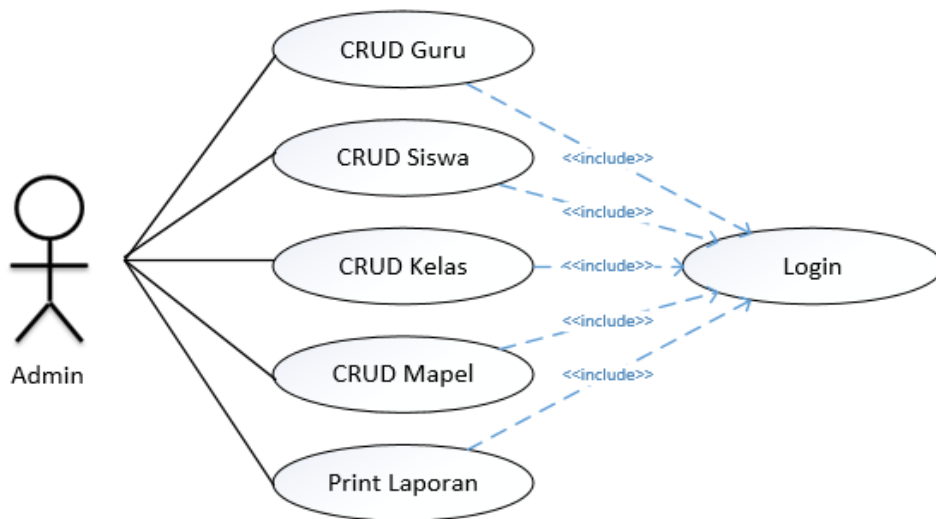 CRUD Guru
CRUD Siswa
CRUD Kelas
CRUD Mapel
Print Laporan
Admin
<<include>>
<<include>>
<<include>>
<<include>>
<<include>>
Login